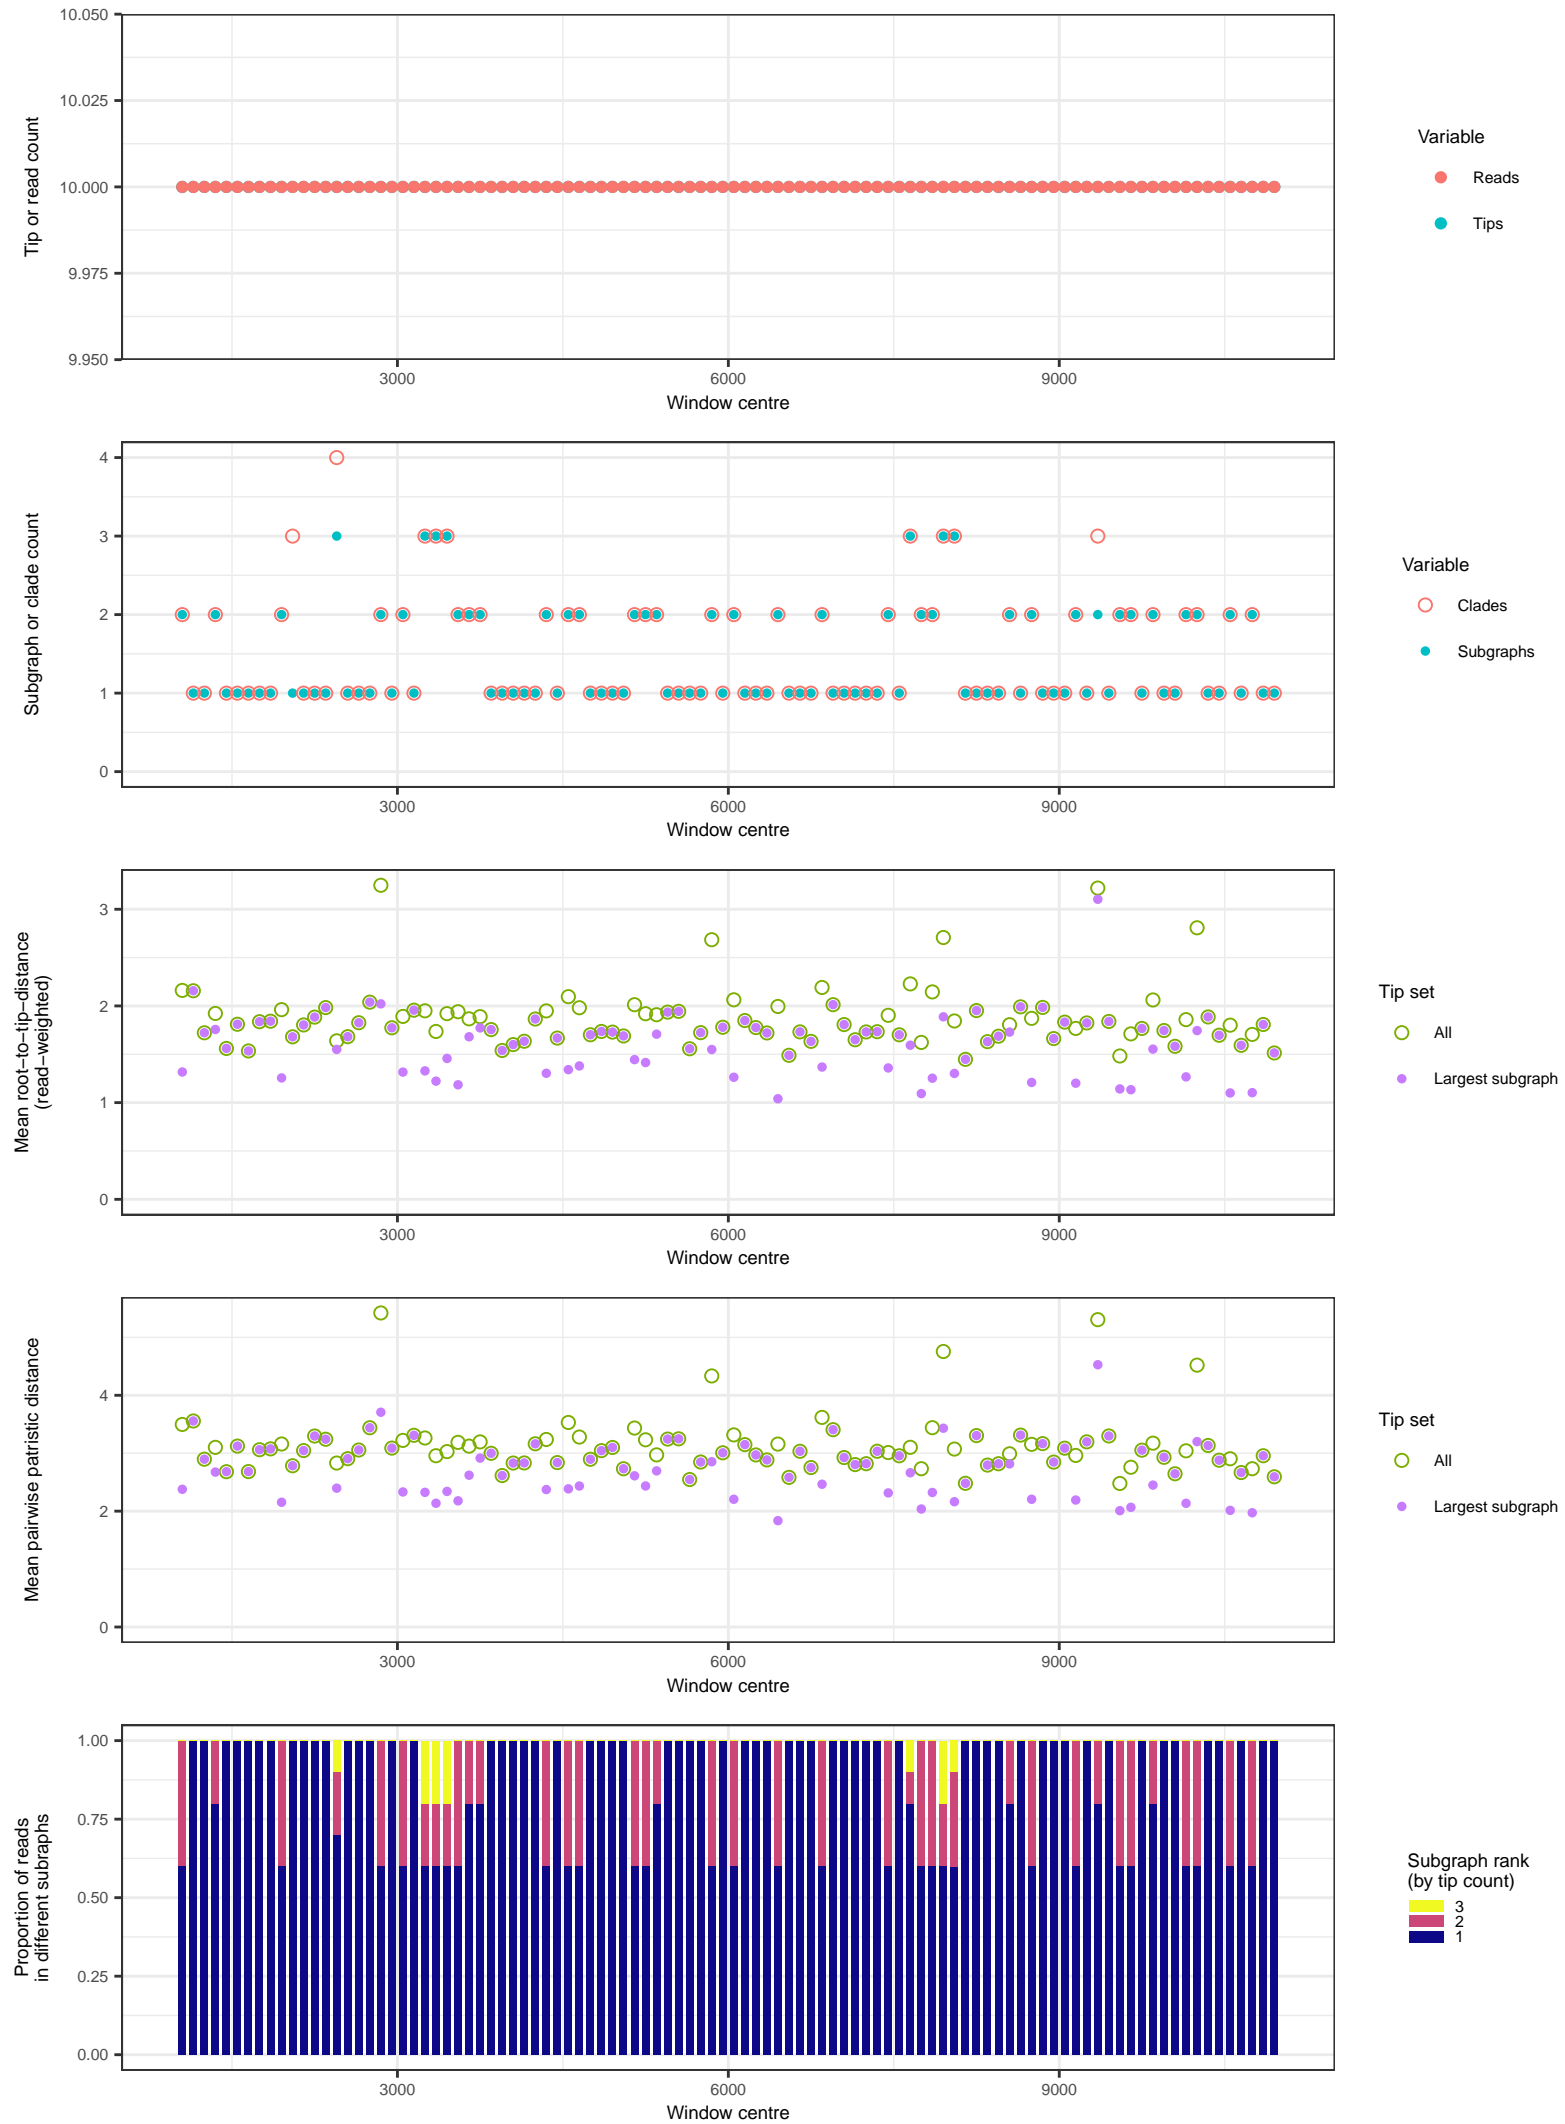 10.050
10.025
10.000
9.975
9.950
Tip or read count
3000
6000
9000
Window centre
Variable
Reads
Tips
4
3
2
1
0
Subgraph or clade count
3000
6000
9000
Window centre
Variable
Clades
Subgraphs
3
2
1
0
Mean root−to−tip−distance
(read−weighted)
3000
6000
9000
Window centre
Tip set
All
Largest subgraph
4
2
0
Mean pairwise patristic distance
3000
6000
9000
Window centre
Tip set
All
Largest subgraph
1.00
0.75
0.50
0.25
0.00
Proportion of reads
in different subraphs
3000
6000
9000
Window centre
Subgraph rank
(by tip count)
3
2
1